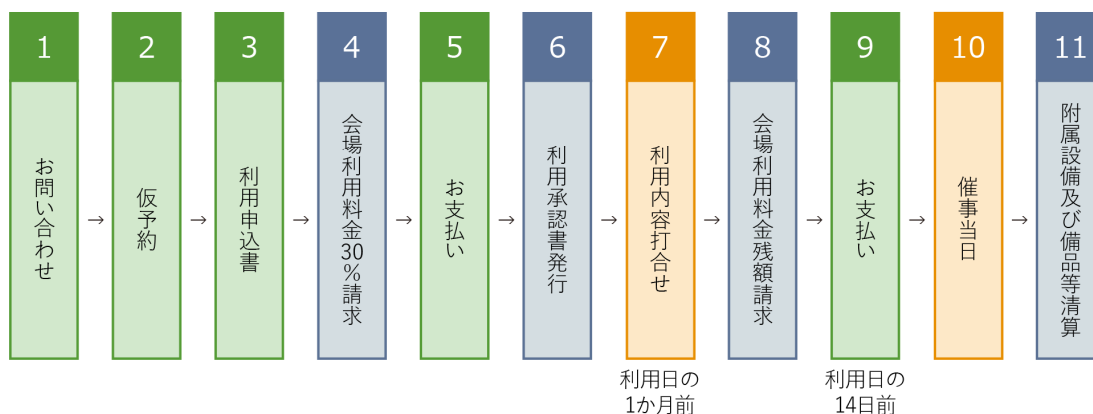 1
お問い合わせ
→
2
仮予約
→
3
利用申込書
→
4
会場利用料金30％請求
→
5
お支払い
→
6
利用承認書発行
→
7
利用内容打合せ
利用日の
1か月前
→
8
会場利用料金残額請求
→
9
お支払い
利用日の
14日前
→
10
催事当日
→
11
附属設備及び備品等清算